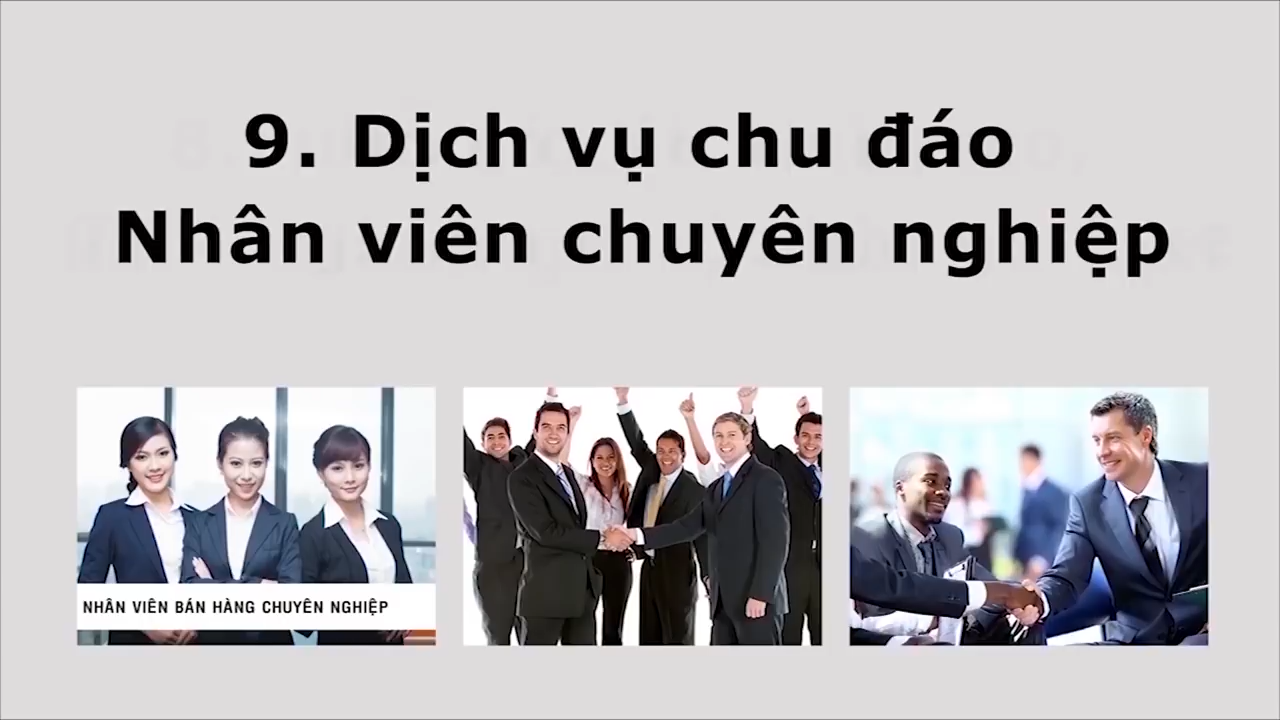 9. Dịch vụ chu đáo
Nhân viên chuyên nghiệp
NHÂN VIÊN BÁN HÀNG CHUYÊN NGHIỆP